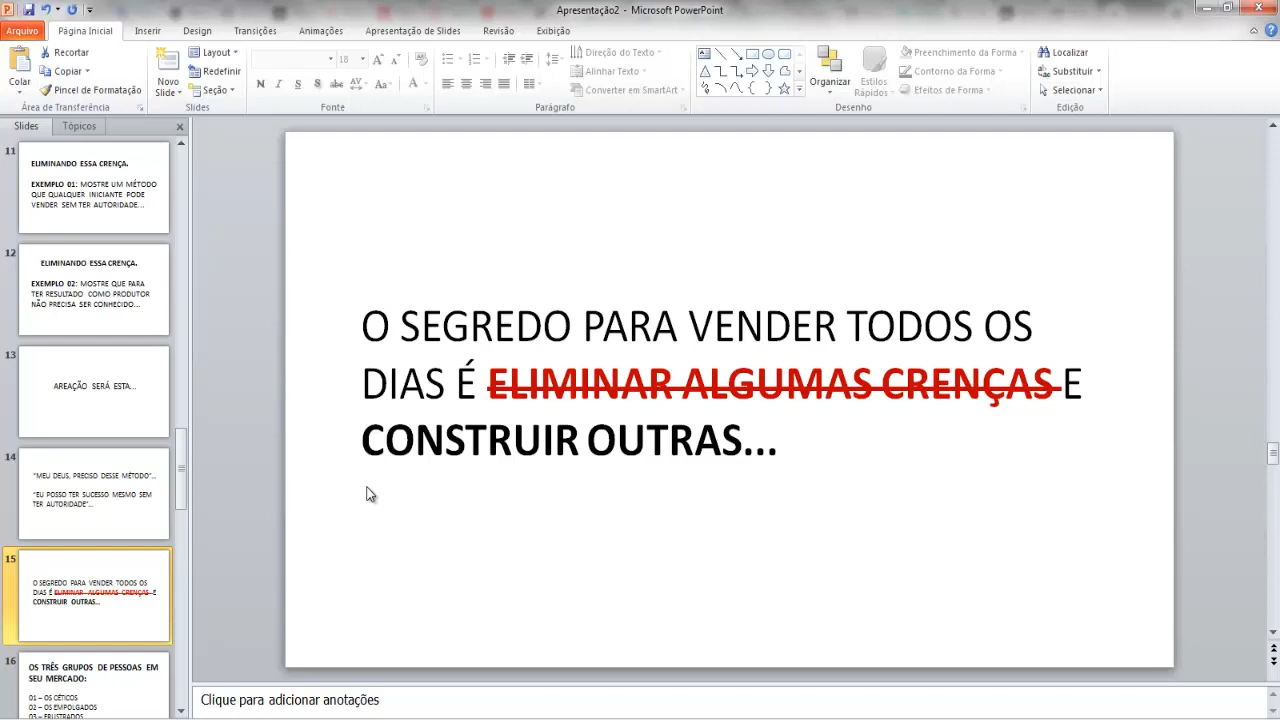 Apresentação2 - Microsoft PowerPoint
Arquivo
Página Inicial
Inserir
Design
Transições
Animações
Apresentação de Slides
Revisão
Exibição
Colar
Recortar
Copiar
Pincel de Formatação
Área de Transferência
Novo
Slide
Layout
Redefinir
Seção
Slides
18
Fonte
Parágrafo
Direção do Texto
Alinhar Texto
Converter em SmartArt
Organizar
Estilos
Rápidos
Preenchimento da Forma
Contorno da Forma
Efeitos de Forma
Desenho
Localizar
Substituir
Selecionar
Edição
Slides
Tópicos
11
ELIMINANDO ESSA CRENÇA.
EXEMPLO 01: MOSTRE UM MÉTODO
QUE QUALQUER INICIANTE PODE
VENDER SEM TER AUTORIDADE...
12
ELIMINANDO ESSA CRENÇA.
EXEMPLO 02: MOSTRE QUE PARA
TER RESULTADO COMO PRODUTOR
NÃO PRECISA SER CONHECIDO...
13
AREAÇÃO SERÁ ESTA...
14
"MEU DEUS, PRECISO DESSE MÉTODO"...
"EU POSSO TER SUCESSO MESMO SEM
TER AUTORIDADE"...
15
O SEGREDO PARA VENDER TODOS OS
DIAS É ELIMINAR ALGUMAS CRENÇAS E
CONSTRUIR OUTRAS...
16
OS TRÊS GRUPOS DE PESSOAS EM
SEU MERCADO:
01 – OS CÉTICOS
02 – OS EMPOLGADOS
03 – FRUSTRADOS
O SEGREDO PARA VENDER TODOS OS
DIAS É ELIMINAR ALGUMAS CRENÇAS E
CONSTRUIR OUTRAS...
Clique para adicionar anotações